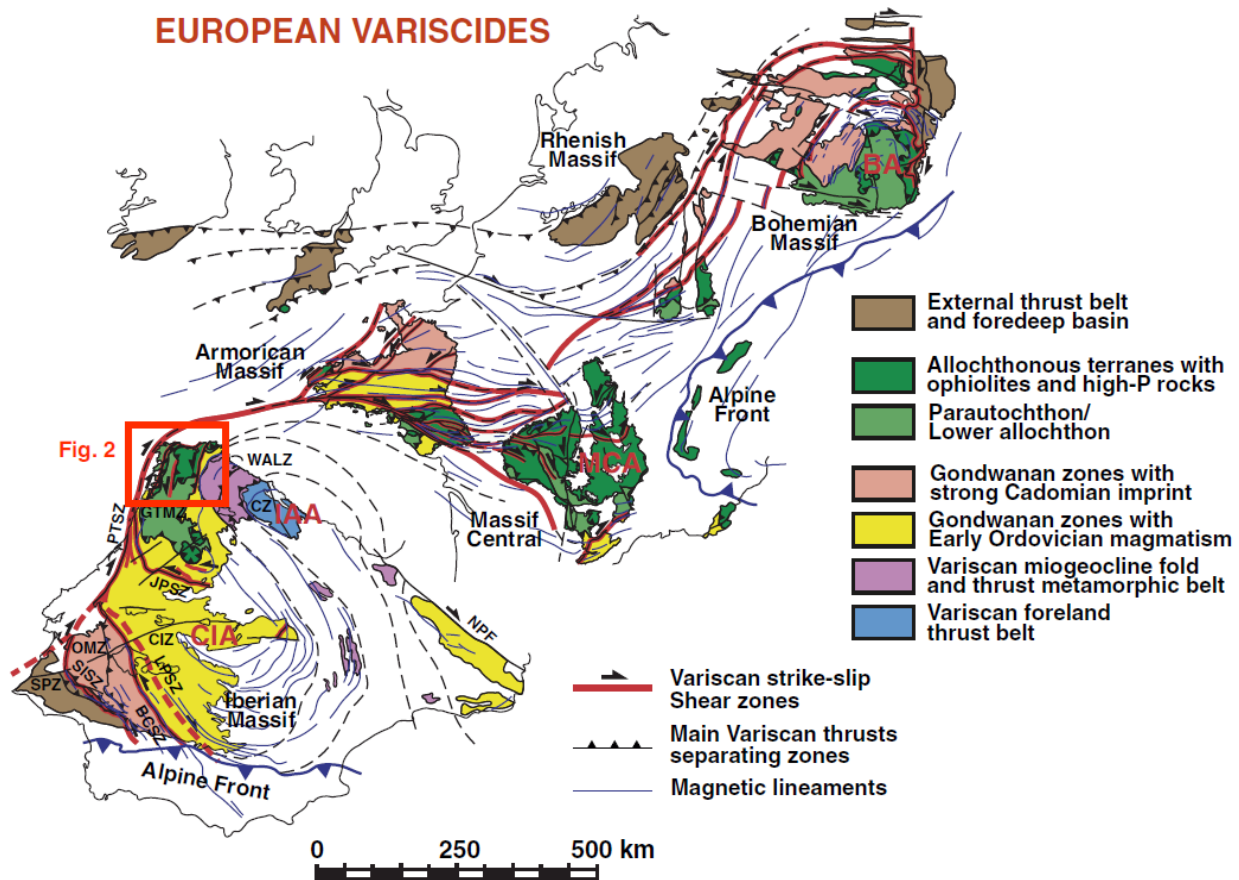 EUROPEAN VARISCIDES
Rhenish
Massif
BA
Bohemian
Massif
Armorican
Massif
Alpine
Front
Fig. 2
WALZ
MCA
CZ
IAA
GTMZ
PTSZ
Massif
Central
JPSZ
CIZ
CIA
NPF
OMZ
LPSZ
SISZ
SPZ
Iberian
Massif
BCSZ
Alpine Front
External thrust belt
and foredeep basin
Allochthonous terranes with
ophiolites and high-P rocks
Parautochthon/
Lower allochthon
Gondwanan zones with
strong Cadomian imprint
Gondwanan zones with
Early Ordovician magmatism
Variscan miogeocline fold
and thrust metamorphic belt
Variscan foreland
thrust belt
Variscan strike-slip
Shear zones
Main Variscan thrusts
separating zones
Magnetic lineaments
0 250 500 km